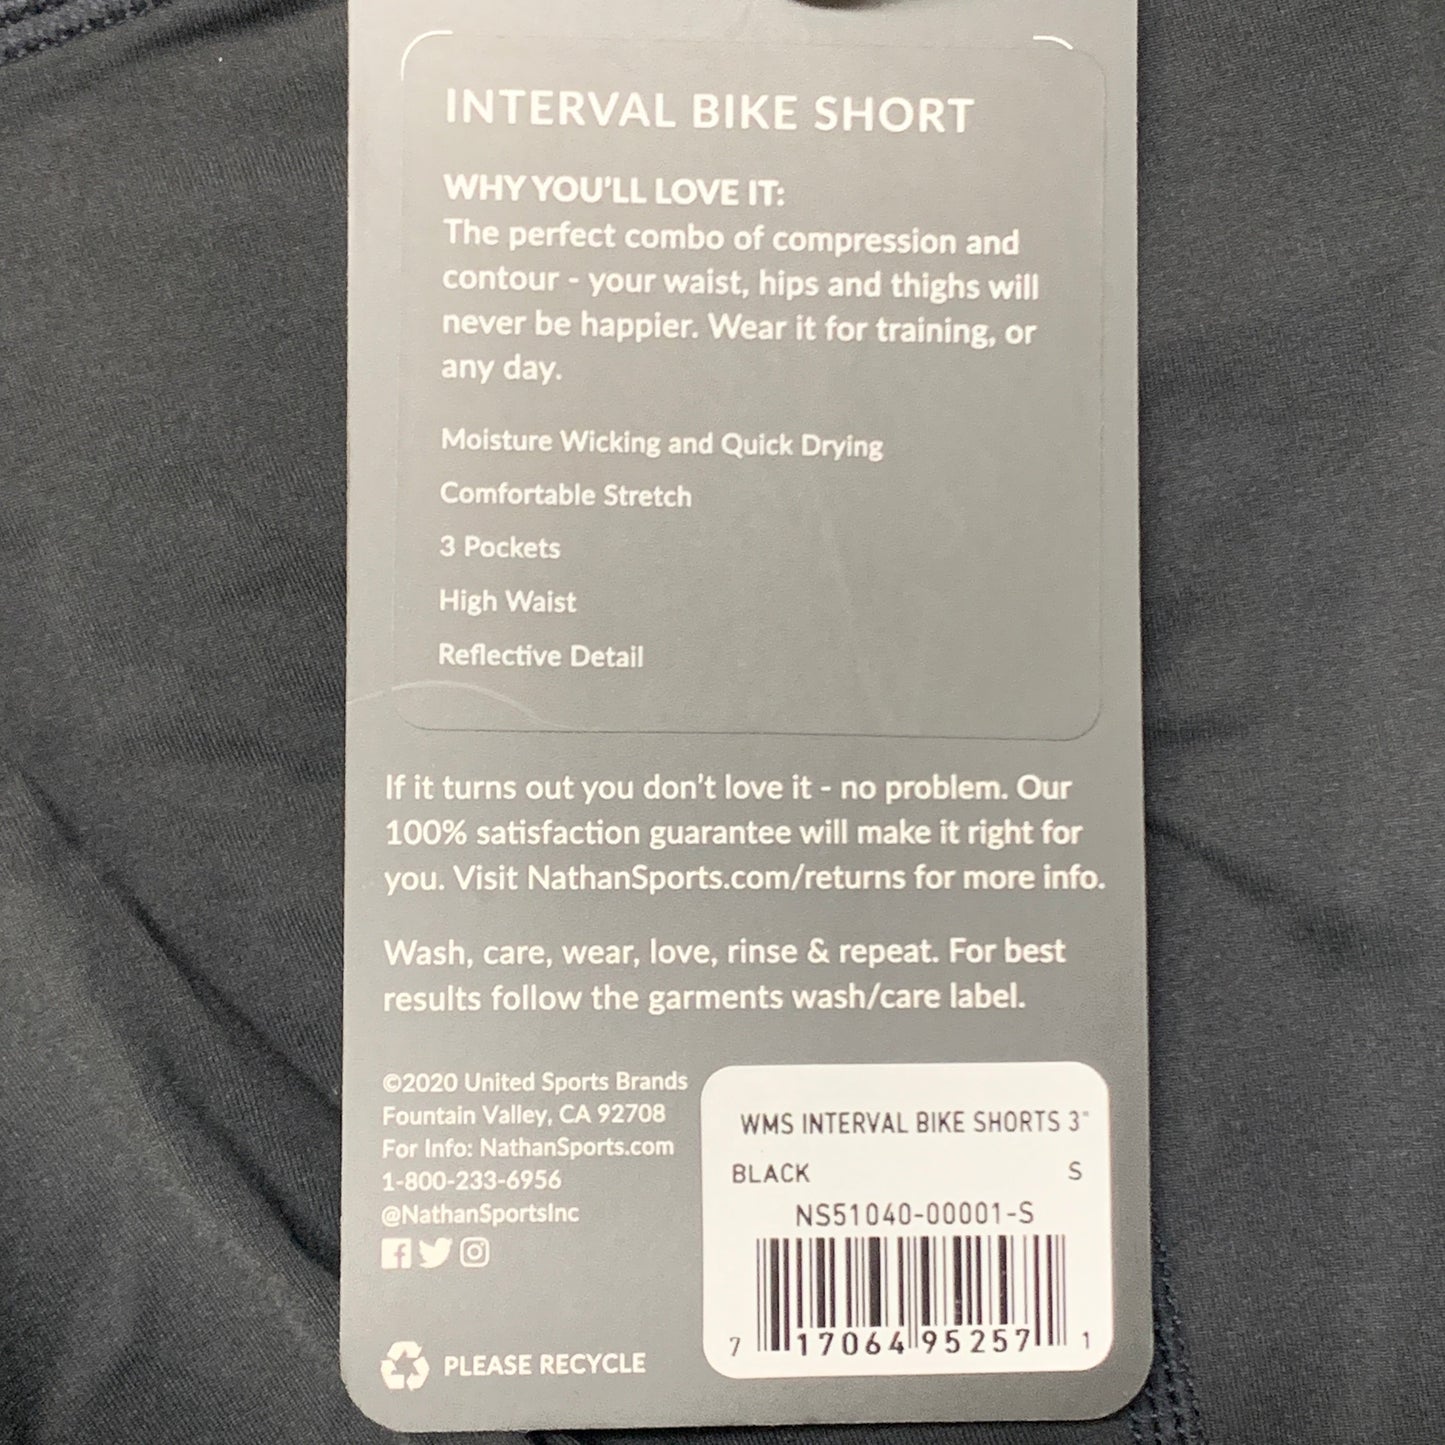 INTERVAL BIKE SHORT
WHY YOU'LL LOVE IT:
The perfect combo of compression and
contour - your waist, hips and thighs will
never be happier. Wear it for training, or
any day.
Moisture Wicking and Quick Drying
Comfortable Stretch
3 Pockets
High Waist
Reflective Detail
If it turns out you don't love it - no problem. Our
100% satisfaction guarantee will make it right for
you. Visit NathanSports.com/returns for more info.
Wash, care, wear, love, rinse & repeat. For best
results follow the garments wash/care label.
©2020 United Sports Brands
Fountain Valley, CA 92708
For Info: NathanSports.com
1-800-233-6956
@NathanSportsInc
PLEASE RECYCLE
WMS INTERVAL BIKE SHORTS 3"
BLACK S
NS51040-00001-S
7 17064 95257 1